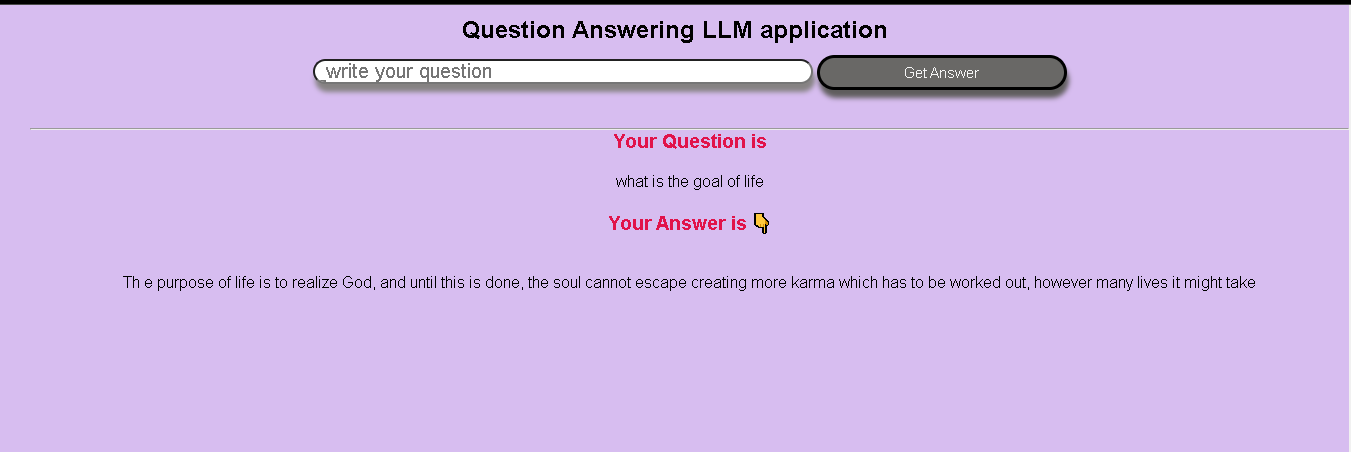 Question Answering LLM application
_write your question
Get Answer
Your Question is
what is the goal of life
Your Answer is 👇
Th e purpose of life is to realize God, and until this is done, the soul cannot escape creating more karma which has to be worked out, however many lives it might take